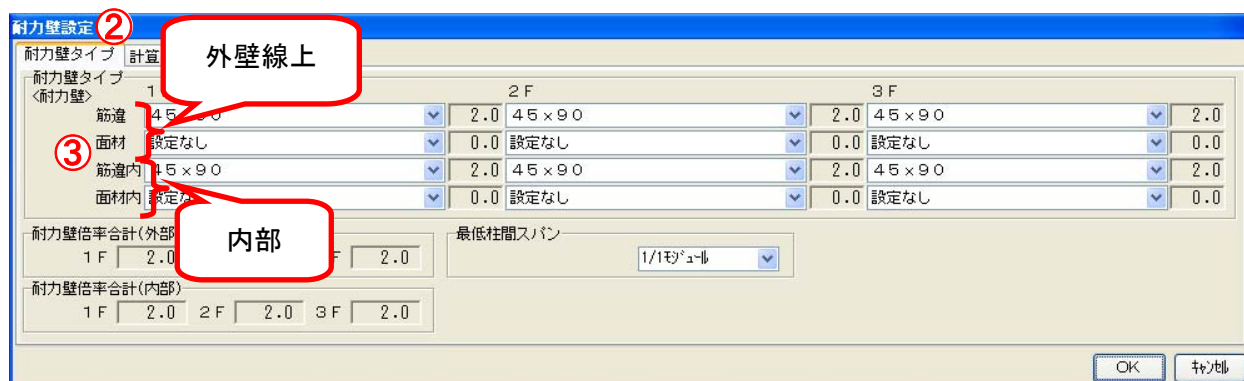 耐力壁設定 ②
耐力壁タイプ 計算
外壁線上
耐力壁タイプ
<耐力壁> 1 2F 3F
筋違 45×90 2.0 45×90 2.0 45×90 2.0
③ 面材 設定なし 0.0 設定なし 0.0 設定なし 0.0
筋違内 45×90 2.0 45×90 2.0 45×90 2.0
面材内 設定なし 0.0 設定なし 0.0 設定なし 0.0
内部
耐力壁倍率合計(外部 最低柱間スパン
1F 2.0 F 2.0 1/1モジュール
耐力壁倍率合計(内部)
1F 2.0 2F 2.0 3F 2.0
OK キャンセル